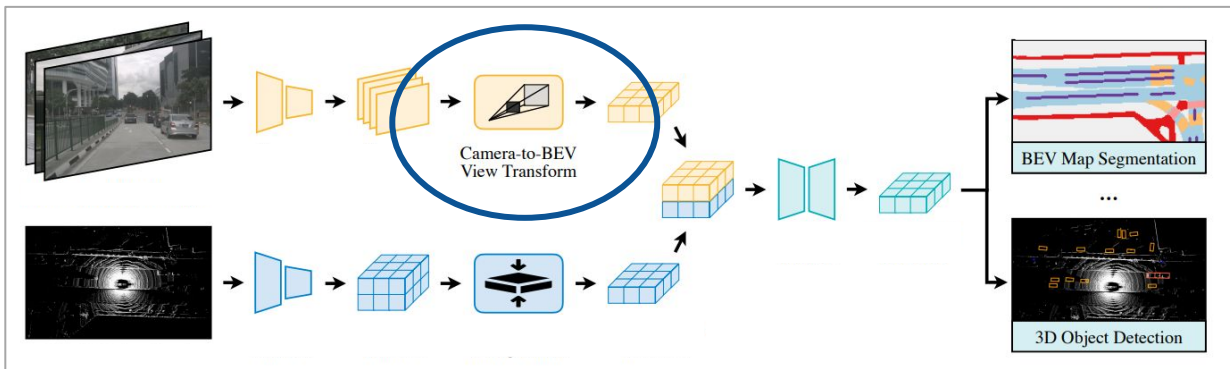 Camera-to-BEV
View Transform
BEV Map Segmentation
...
3D Object Detection